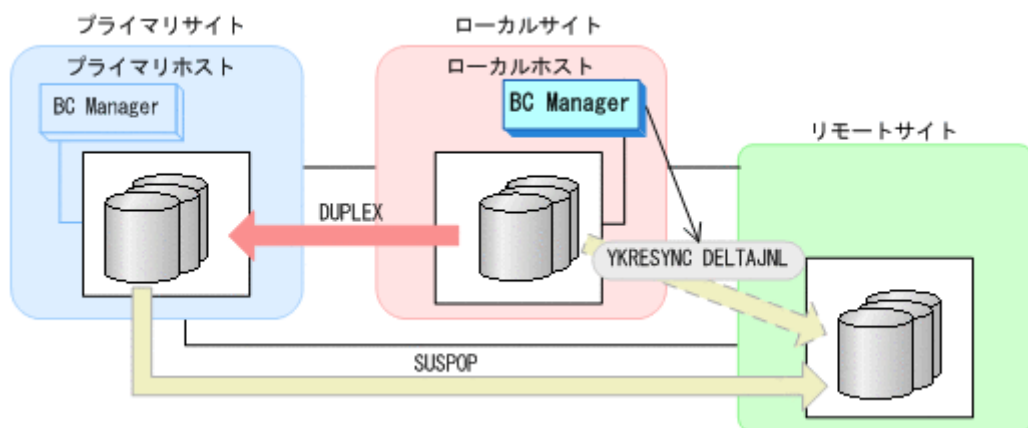 プライマリサイト
プライマリホスト
BC Manager
ローカルサイト
ローカルホスト
BC Manager
リモートサイト
DUPLEX
YKRESYNC DELTAJNL
SUSPOP